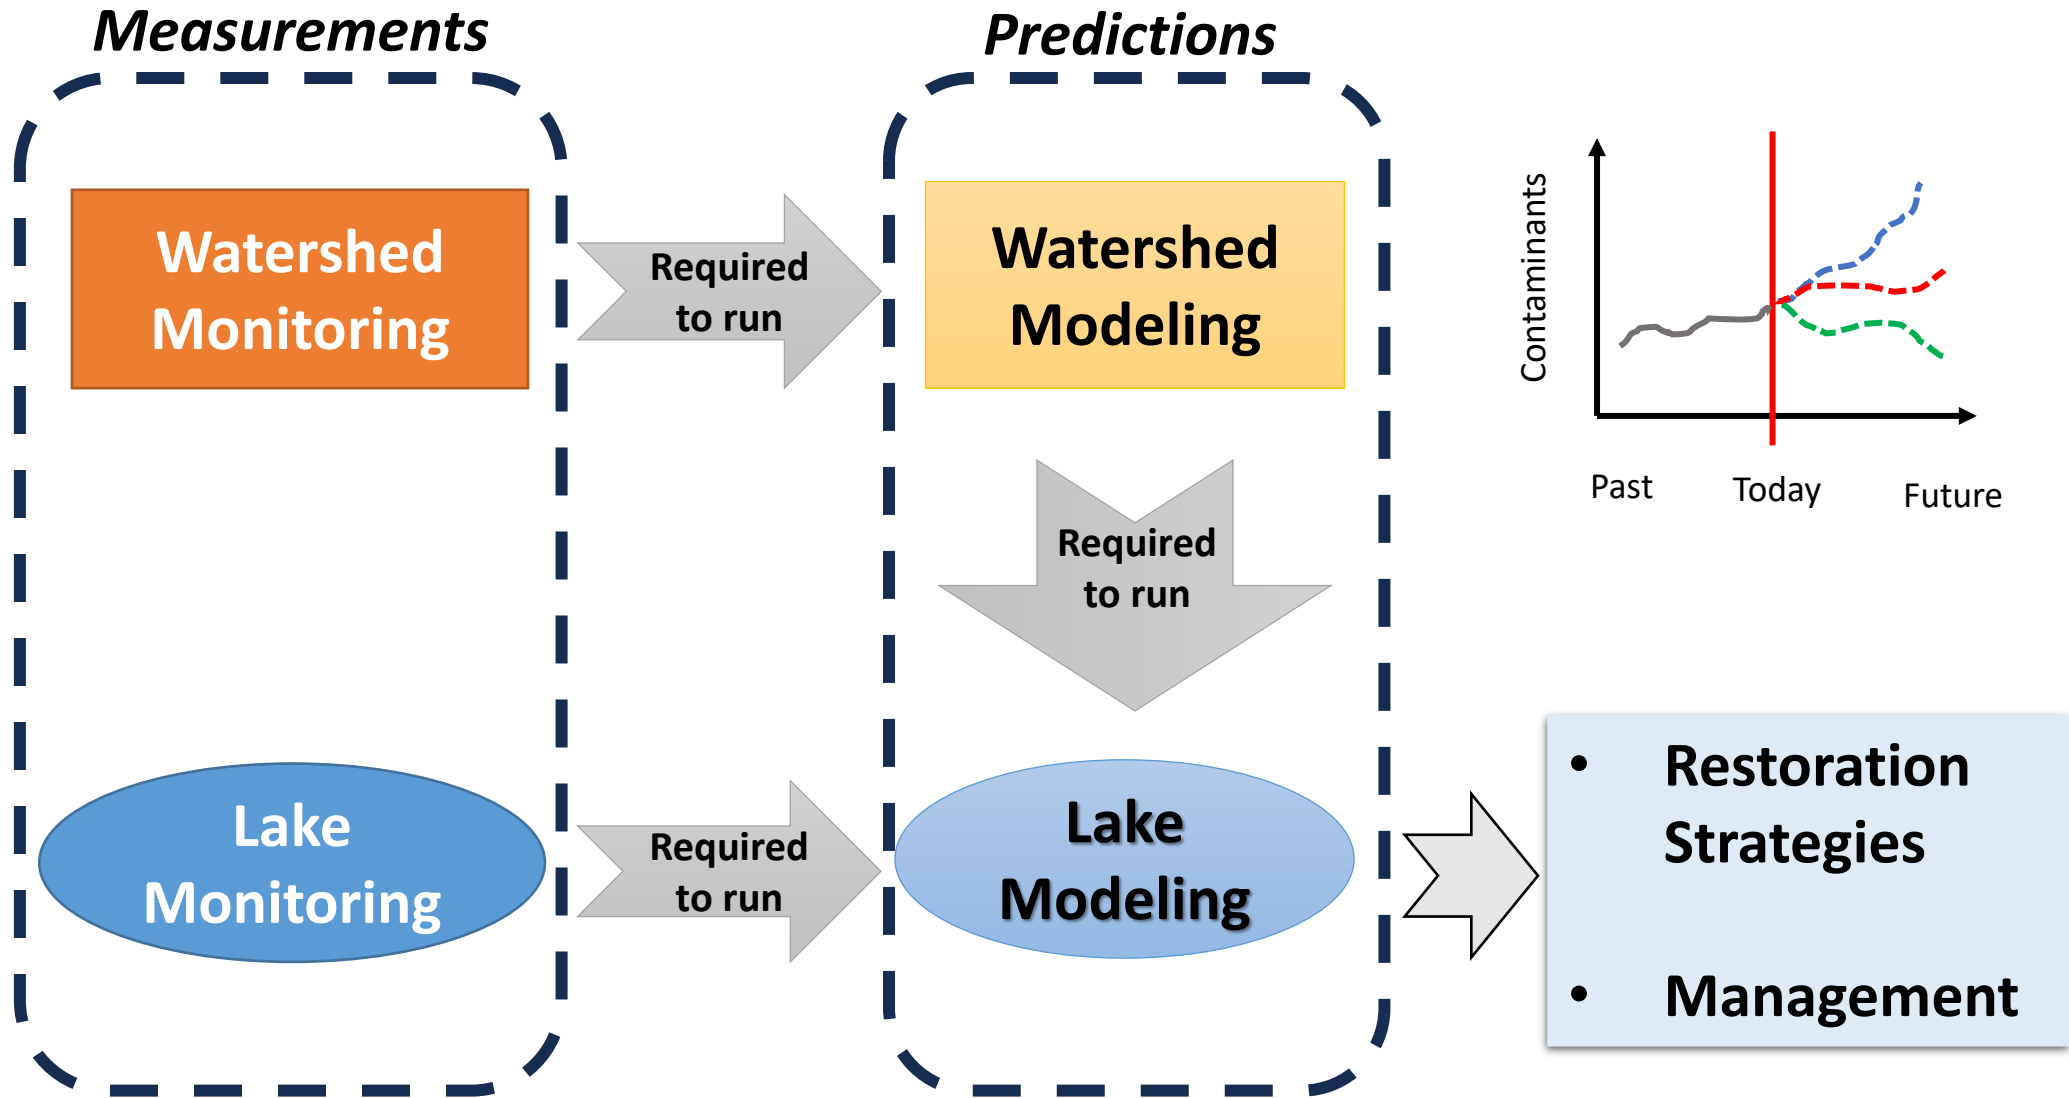 Measurements
Predictions
Watershed
Monitoring
Required
to run
Watershed
Modeling
Contaminants
Past
Today
Future
Required
to run
Lake
Monitoring
Required
to run
Lake
Modeling
• Restoration
Strategies
• Management